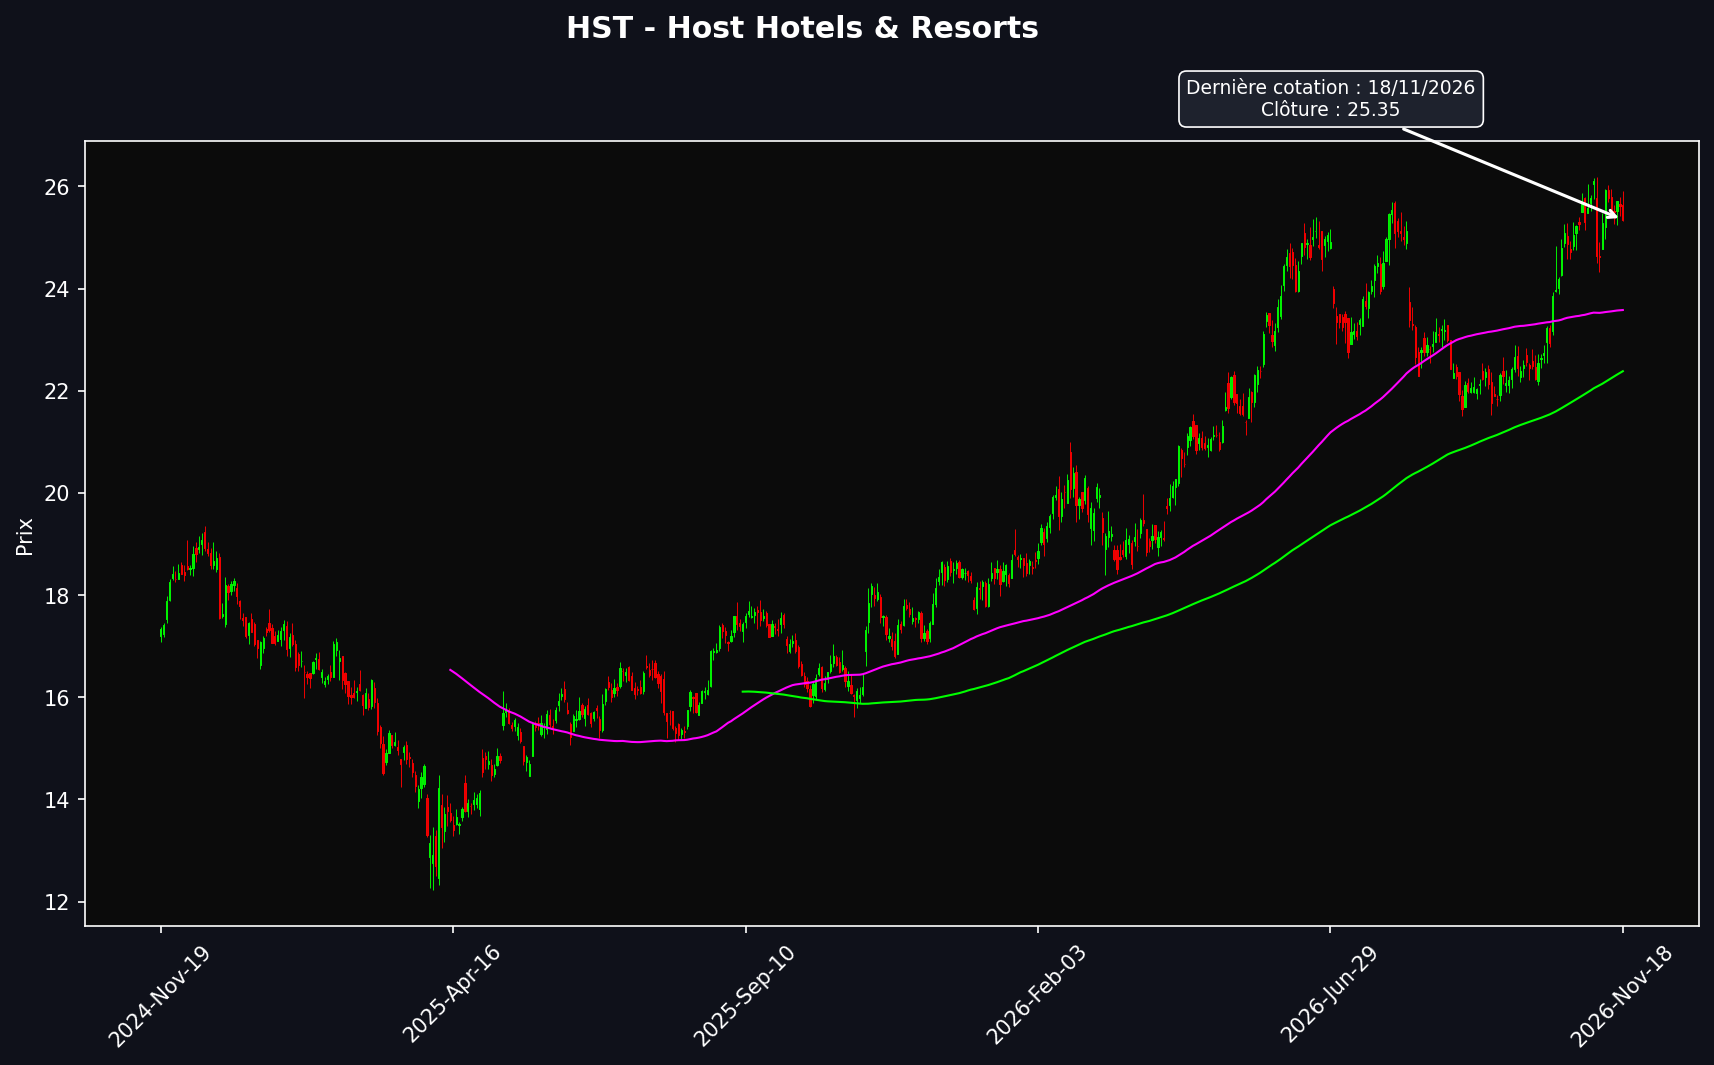 HST - Host Hotels & Resorts
Dernière cotation : 18/11/2026
Clôture : 25.35
26
24
22
20
18
16
14
12
Prix
2024-Nov-19
2025-Apr-16
2025-Sep-10
2026-Feb-03
2026-Jun-29
2026-Nov-18